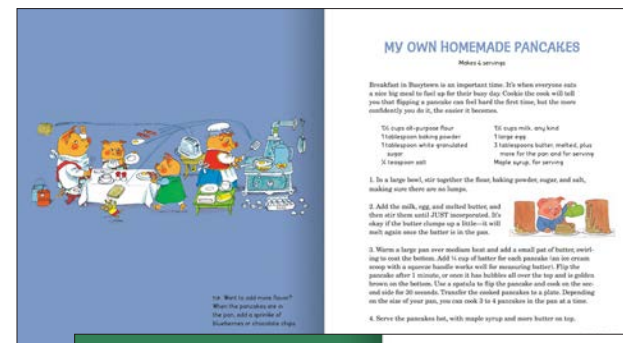 TIP Want to add more flavor?
When the pancakes are in
the pan, add a sprinkle of
blueberries or chocolate chips.
MY OWN HOMEMADE PANCAKES
Makes 4 servings
Breakfast in Busytown is an important time. It's when everyone eats
a nice big meal to fuel up for their busy day. Cookie the cook will tell
you that flipping a pancake can feel hard the first time, but the more
confidently you do it, the easier it becomes.
cups all-purpose flour
1 tablespoon baking powder
1 tablespoon white granulated
sugar
teaspoon salt
cups milk, any kind
1 large egg
3 tablespoons butter, melted, plus
more for the pan and for serving
Maple syrup, for serving
1. In a large bowl, stir together the flour, baking powder, sugar, and salt,
making sure there are no lumps.
2. Add the milk, egg, and melted butter, and
then stir them until JUST incorporated. It's
okay if the butter clumps up a little—it will
melt again once the batter is in the pan.
3. Warm a large pan over medium heat and add a small pat of butter, swirl-
ing to coat the bottom. Add ¼ cup of batter for each pancake (an ice cream
scoop with a squeeze handle works well for measuring batter). Flip the
pancake after 1 minute, or once it has bubbles all over the top and is golden
brown on the bottom. Use a spatula to flip the pancake and cook on the sec-
ond side for 30 seconds. Transfer the cooked pancakes to a plate. Depending
on the size of your pan, you can cook 3 to 4 pancakes in the pan at a time.
4. Serve the pancakes hot, with maple syrup and more butter on top.